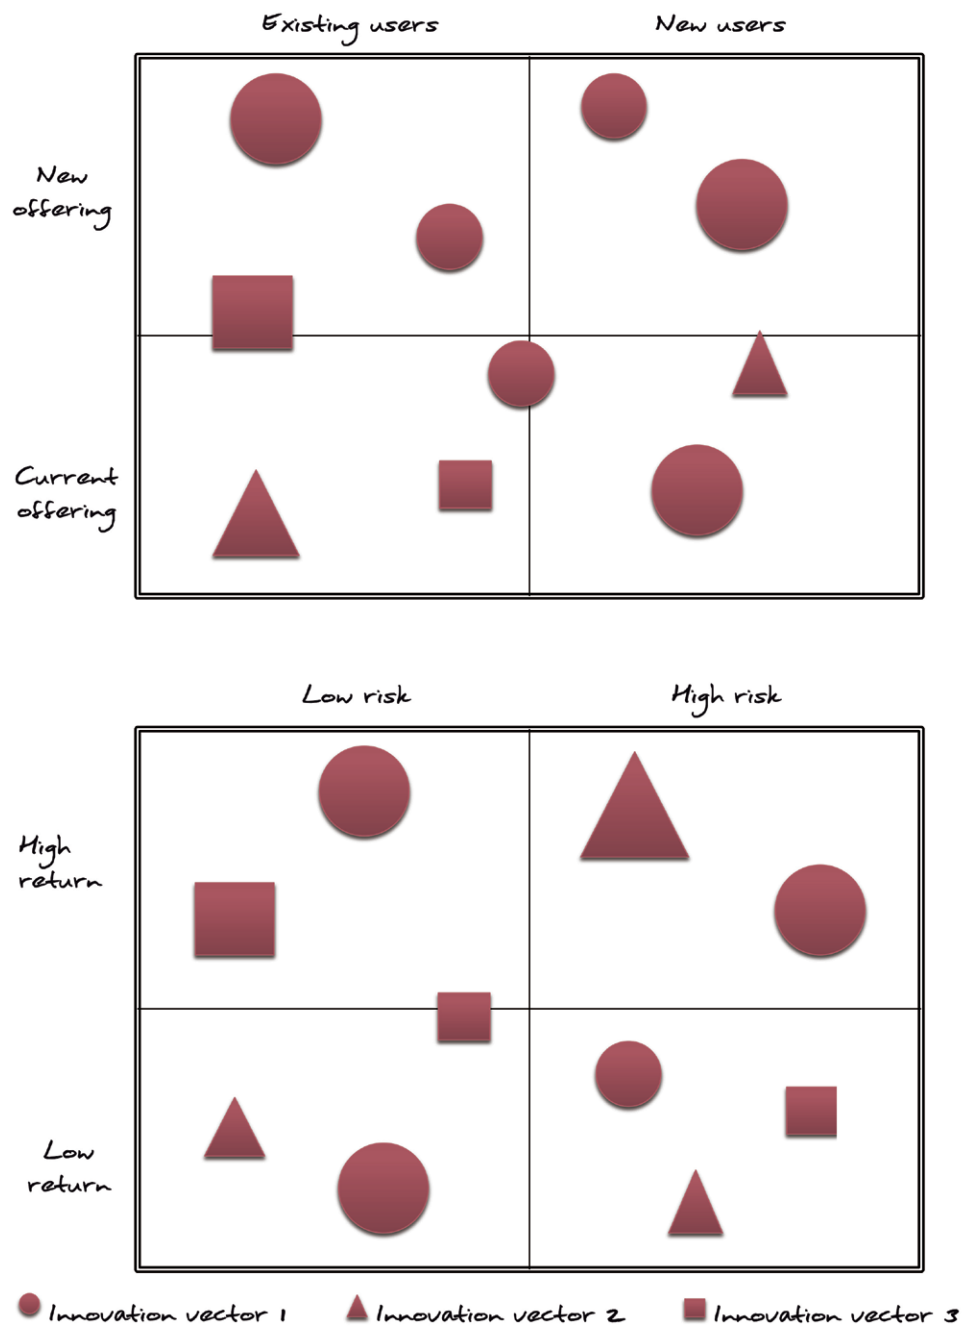 Existing users
New users
New
offering
Current
offering
Low risk
High risk
High
return
Low
return
Innovation vector 1
Innovation vector 2
Innovation vector 3